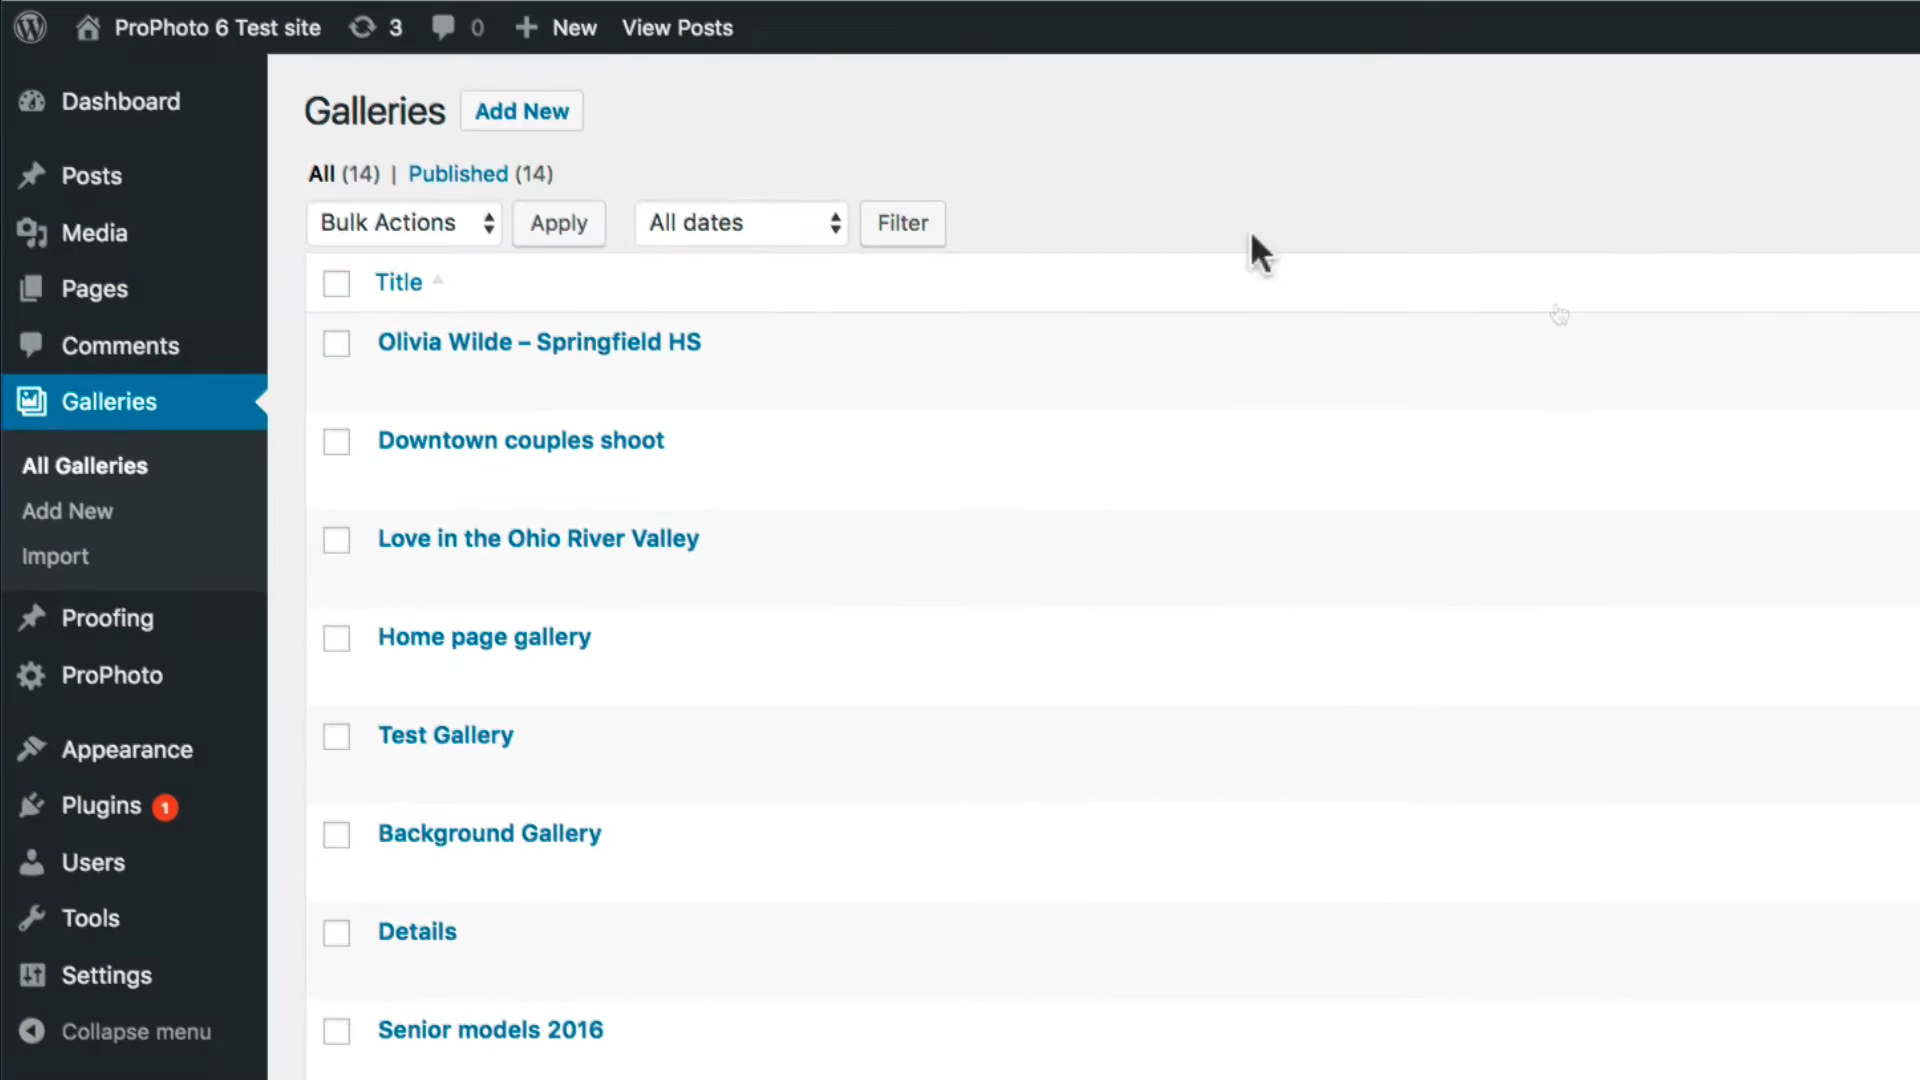 ProPhoto 6 Test site 3 0 New View Posts
Dashboard
Posts
Media
Pages
Comments
Galleries
All Galleries
Add New
Import
Proofing
ProPhoto
Appearance
Plugins 1
Users
Tools
Settings
Collapse menu
Galleries Add New
All (14) | Published (14)
Bulk Actions Apply All dates Filter
Title
Olivia Wilde – Springfield HS
Downtown couples shoot
Love in the Ohio River Valley
Home page gallery
Test Gallery
Background Gallery
Details
Senior models 2016